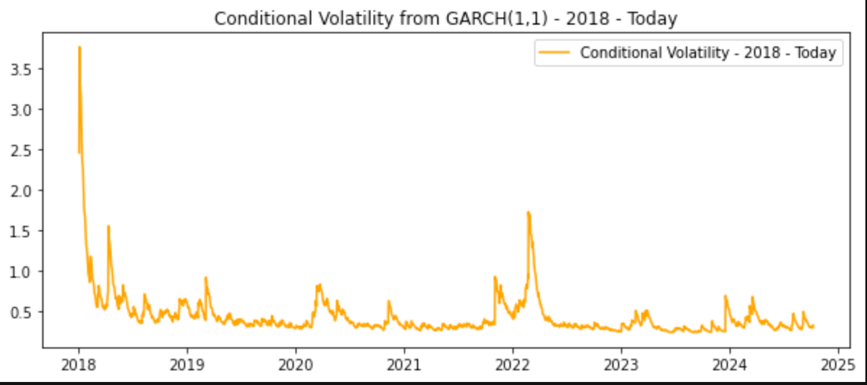 Conditional Volatility from GARCH(1,1) - 2018 - Today
Conditional Volatility - 2018 - Today
3.5
3.0
2.5
2.0
1.5
1.0
0.5
2018 2019 2020 2021 2022 2023 2024 2025